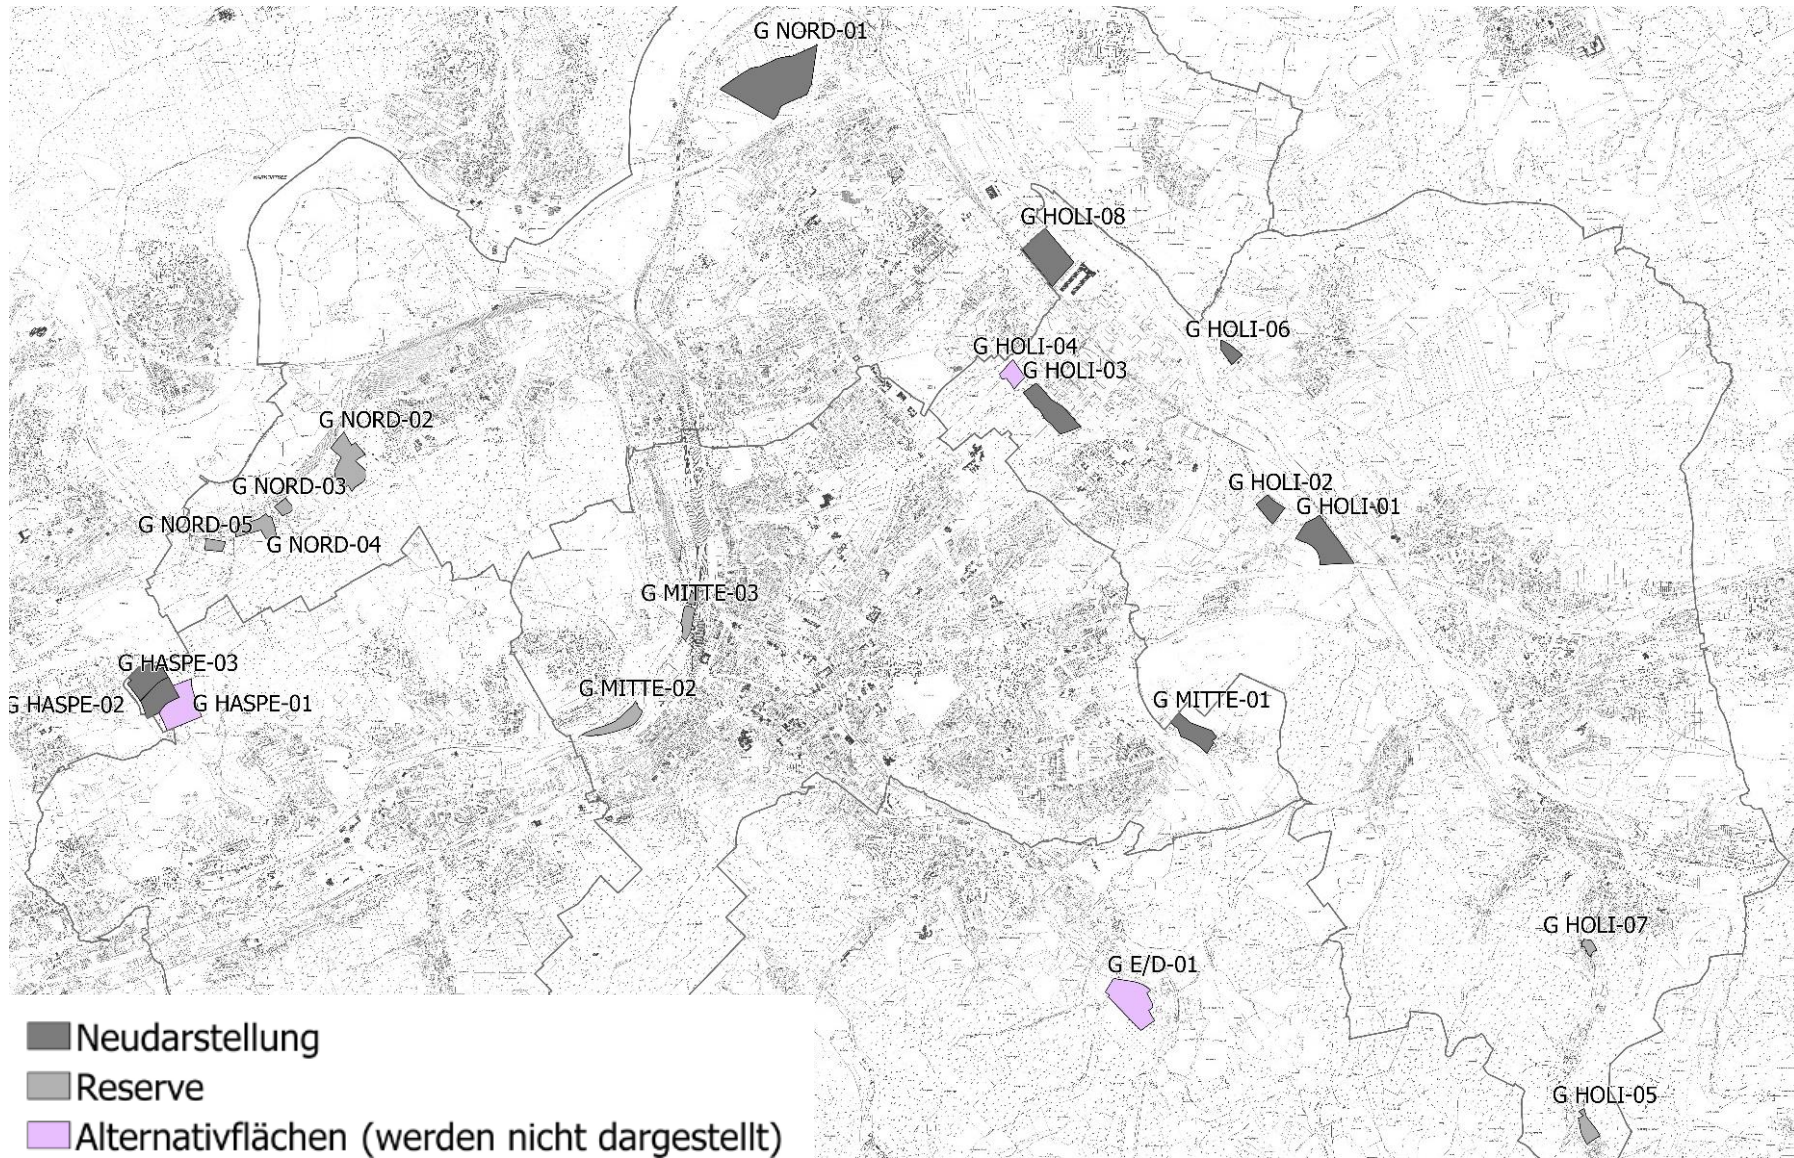 G NORD-01
G HOLI-08
G HOLI-06
G HOLI-04
G HOLI-03
G NORD-02
G HOLI-02
G NORD-03
G HOLI-01
G NORD-05
G NORD-04
G MITTE-03
G HASPE-03
G MITTE-02
G MITTE-01
G HASPE-02
G HASPE-01
G HOLI-07
G E/D-01
G HOLI-05
Neudarstellung
Reserve
Alternativflächen (werden nicht dargestellt)